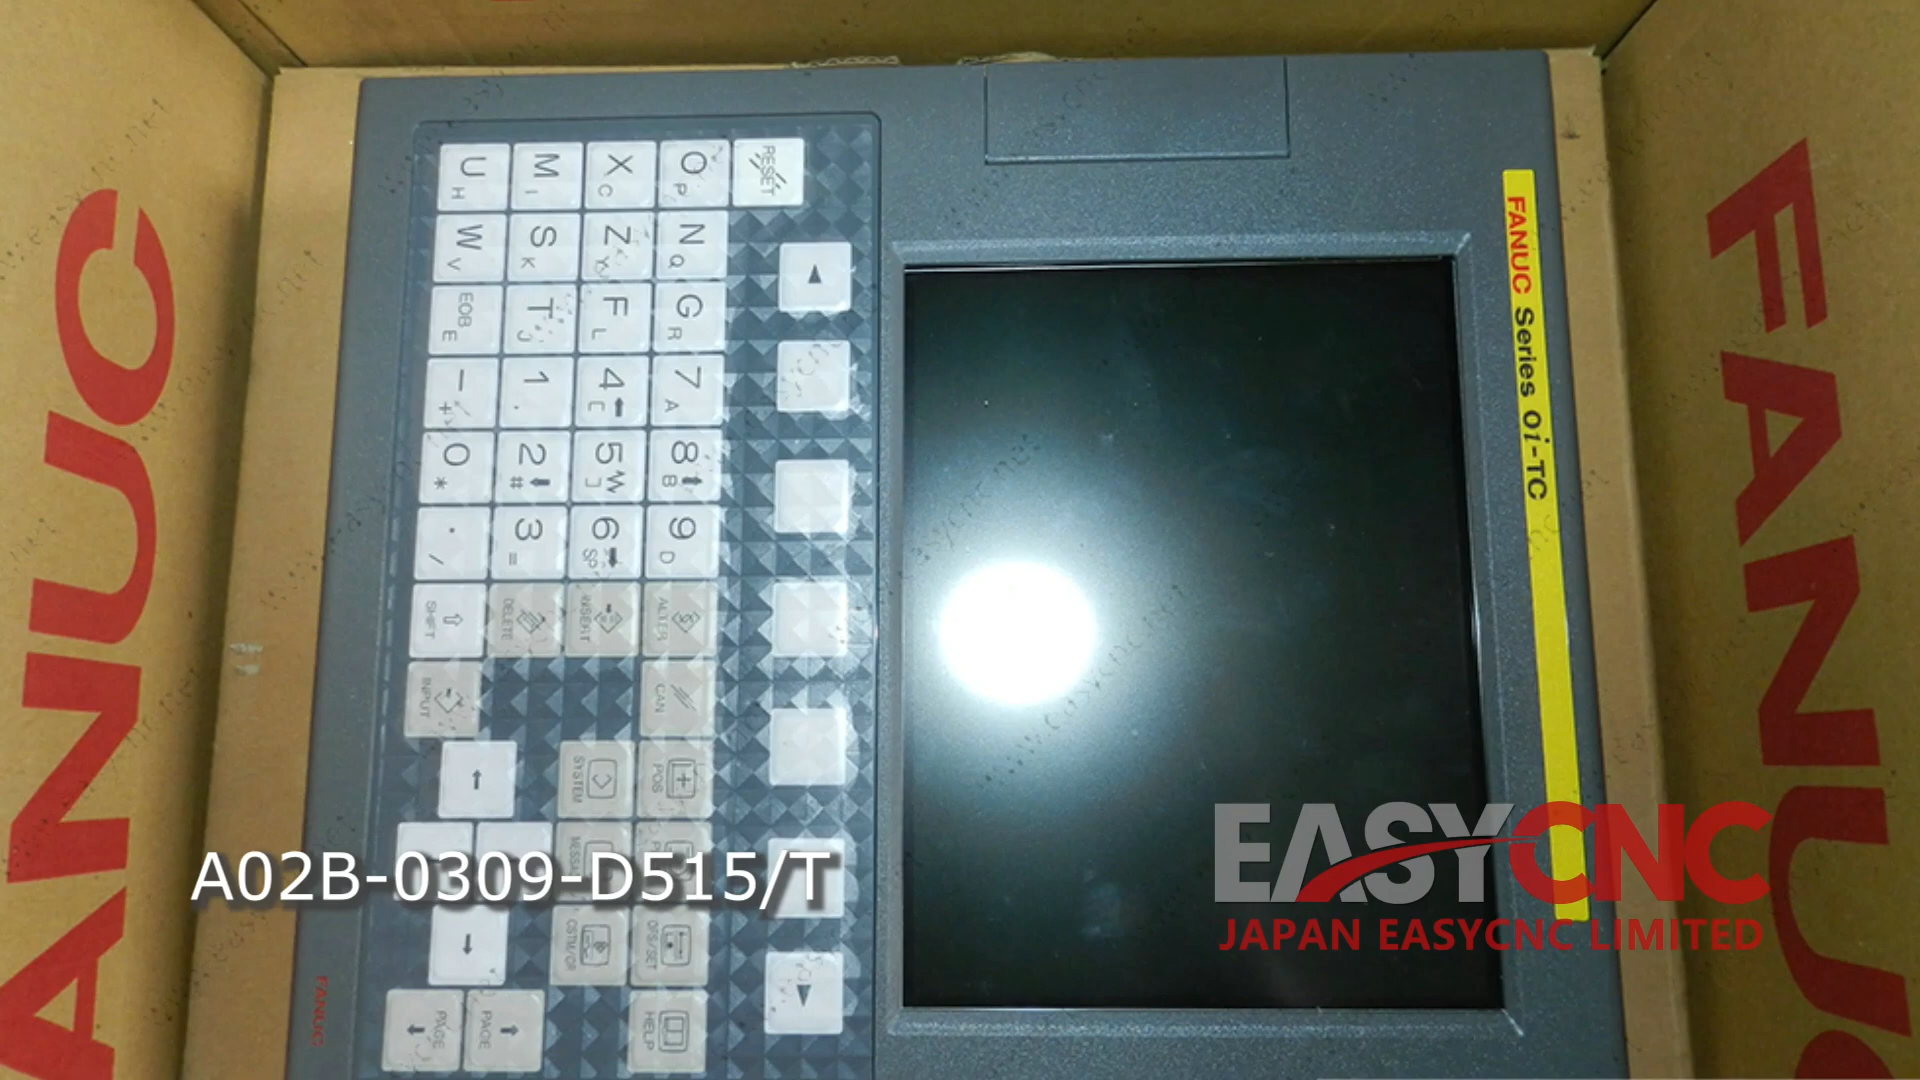 FANUC Series 0i-TC
RESET
O P N Q G R 7 A 8 B 9 D
X C Z Y F L 4 [ 5 ] 6 SP
M I S K T J 1 , 2 # 3 =
U H W V EOB E - + 0 * . /
ALTER
INSERT
DELETE
SHIFT
CAN
INPUT
POS
SYSTEM
OFS/SET
CSTM/GR
HELP
PAGE
PAGE
FANUC
FANUC
FANUC
A02B-0309-D515/T
EASYCNC
JAPAN EASYCNC LIMITED